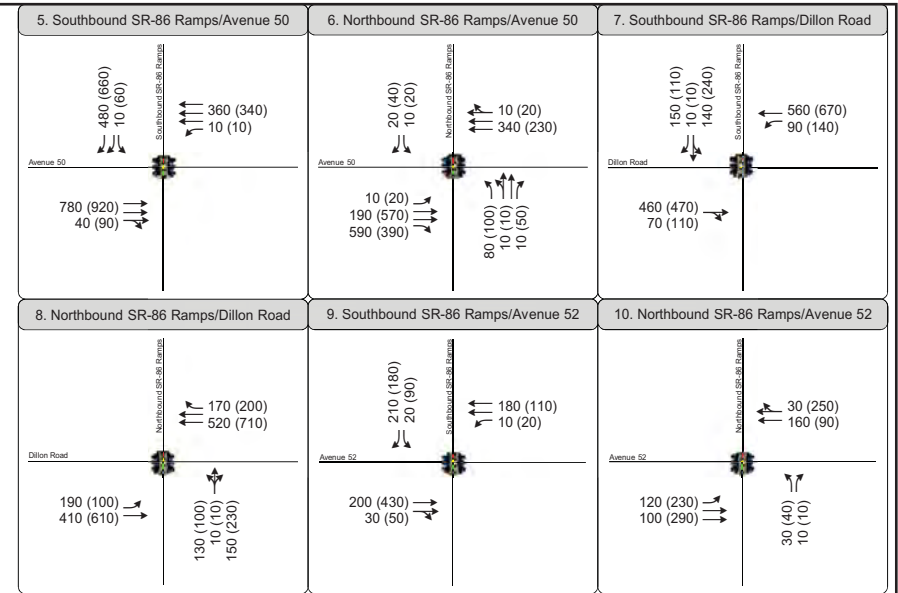 5. Southbound SR-86 Ramps/Avenue 50
480 (660)
10 (60)
Southbound SR-86 Ramps
360 (340)
10 (10)
Avenue 50
780 (920)
40 (90)
6. Northbound SR-86 Ramps/Avenue 50
20 (40)
10 (20)
Northbound SR-86 Ramps
10 (20)
340 (230)
Avenue 50
10 (20)
190 (570)
590 (390)
80 (100)
10 (10)
10 (50)
7. Southbound SR-86 Ramps/Dillon Road
150 (110)
10 (10)
140 (240)
Southbound SR-86 Ramps
560 (670)
90 (140)
Dillon Road
460 (470)
70 (110)
8. Northbound SR-86 Ramps/Dillon Road
Northbound SR-86 Ramps
170 (200)
520 (710)
Dillon Road
190 (100)
410 (610)
130 (100)
10 (10)
150 (230)
9. Southbound SR-86 Ramps/Avenue 52
210 (180)
20 (90)
Southbound SR-86 Ramps
180 (110)
10 (20)
Avenue 52
200 (430)
30 (50)
10. Northbound SR-86 Ramps/Avenue 52
Northbound SR-86 Ramps
30 (250)
160 (90)
Avenue 52
120 (230)
100 (290)
30 (40)
10 (10)